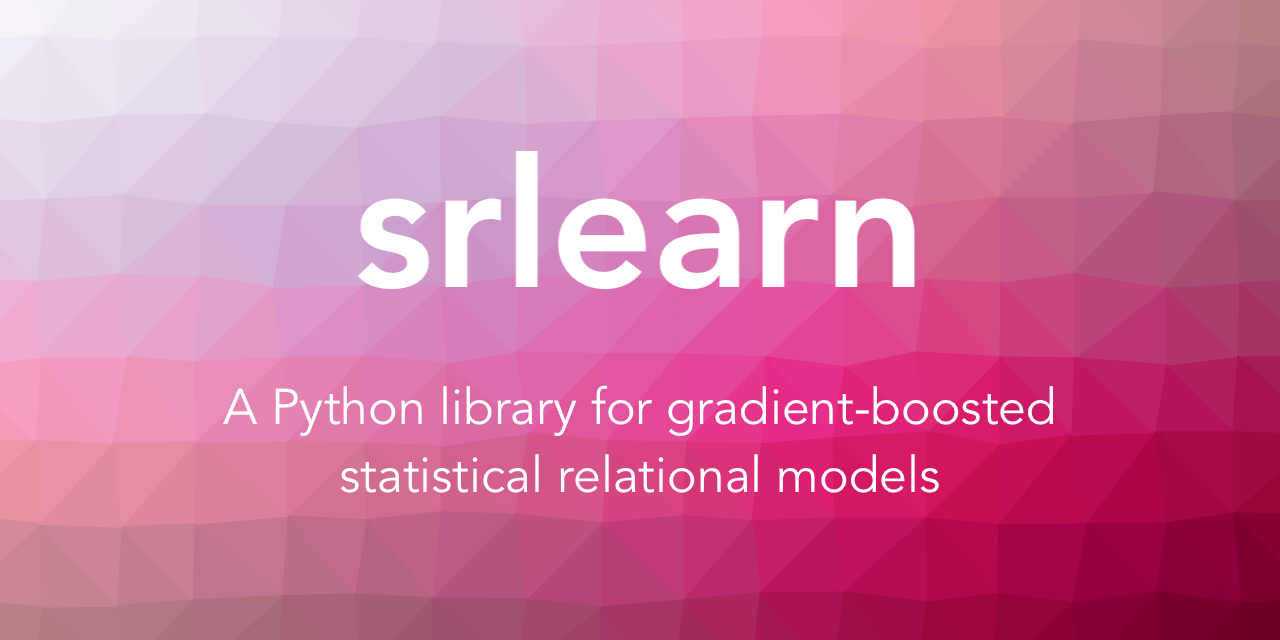 srlearn
A Python library for gradient-boosted
statistical relational models